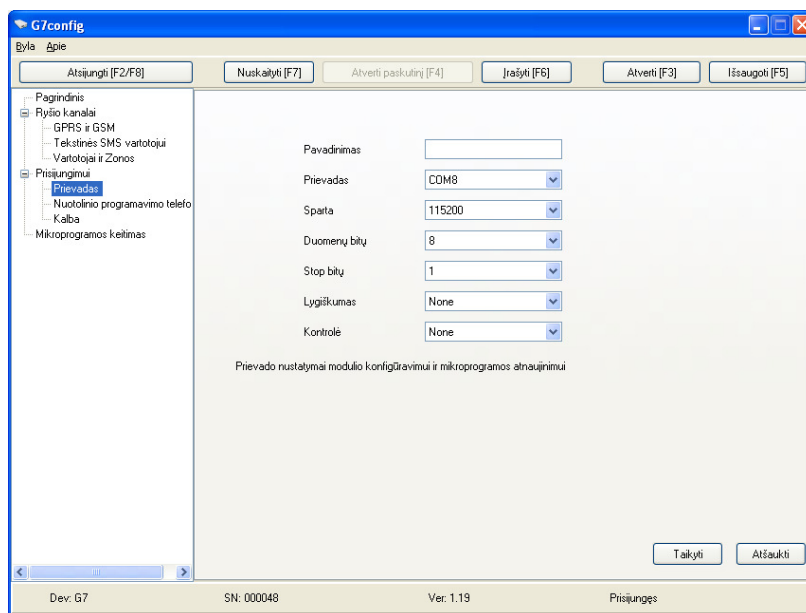 G7config
Byla Apie
Atsijungti [F2/F8] Nuskaityti [F7] Atverti paskutinį [F4] Įrašyti [F6] Atverti [F3] Išsaugoti [F5]
Pagrindinis
Ryšio kanalai
GPRS ir GSM
Tekstinės SMS vartotojui
Vartotojai ir Zonos
Prisijungimui
Prievadas
Nuotolinio programavimo telefo
Kalba
Mikroprogramos keitimas
Pavadinimas
Prievadas COM8
Sparta 115200
Duomenų bitų 8
Stop bitų 1
Lygiškumas None
Kontrolė None
Prievado nustatymai modulio konfigūravimui ir mikroprogramos atnaujinimui
Taikyti Atšaukti
Dev: G7 SN: 000048 Ver: 1.19 Prisijungęs